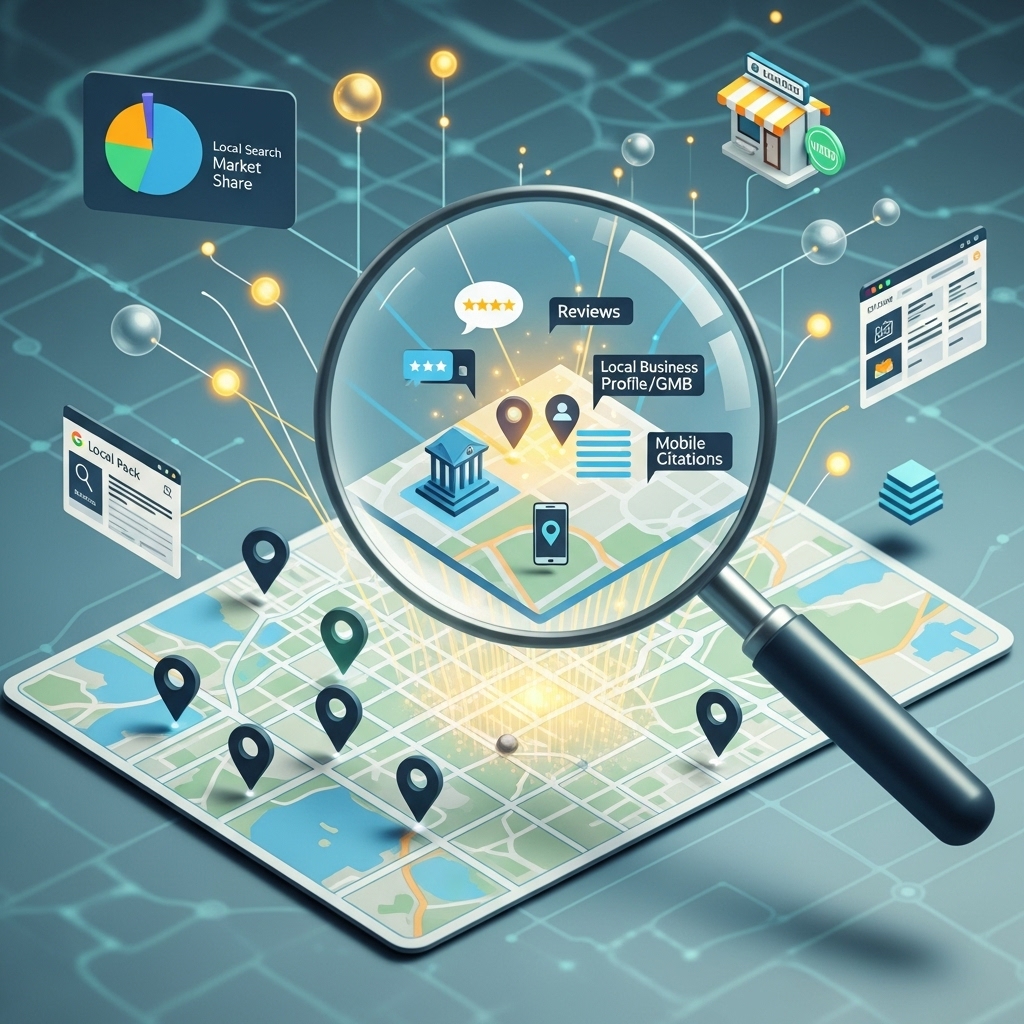 Local Search
Market
Share
Reviews
Local Business
Profile/GMB
Mobile
Citations
Local Pack